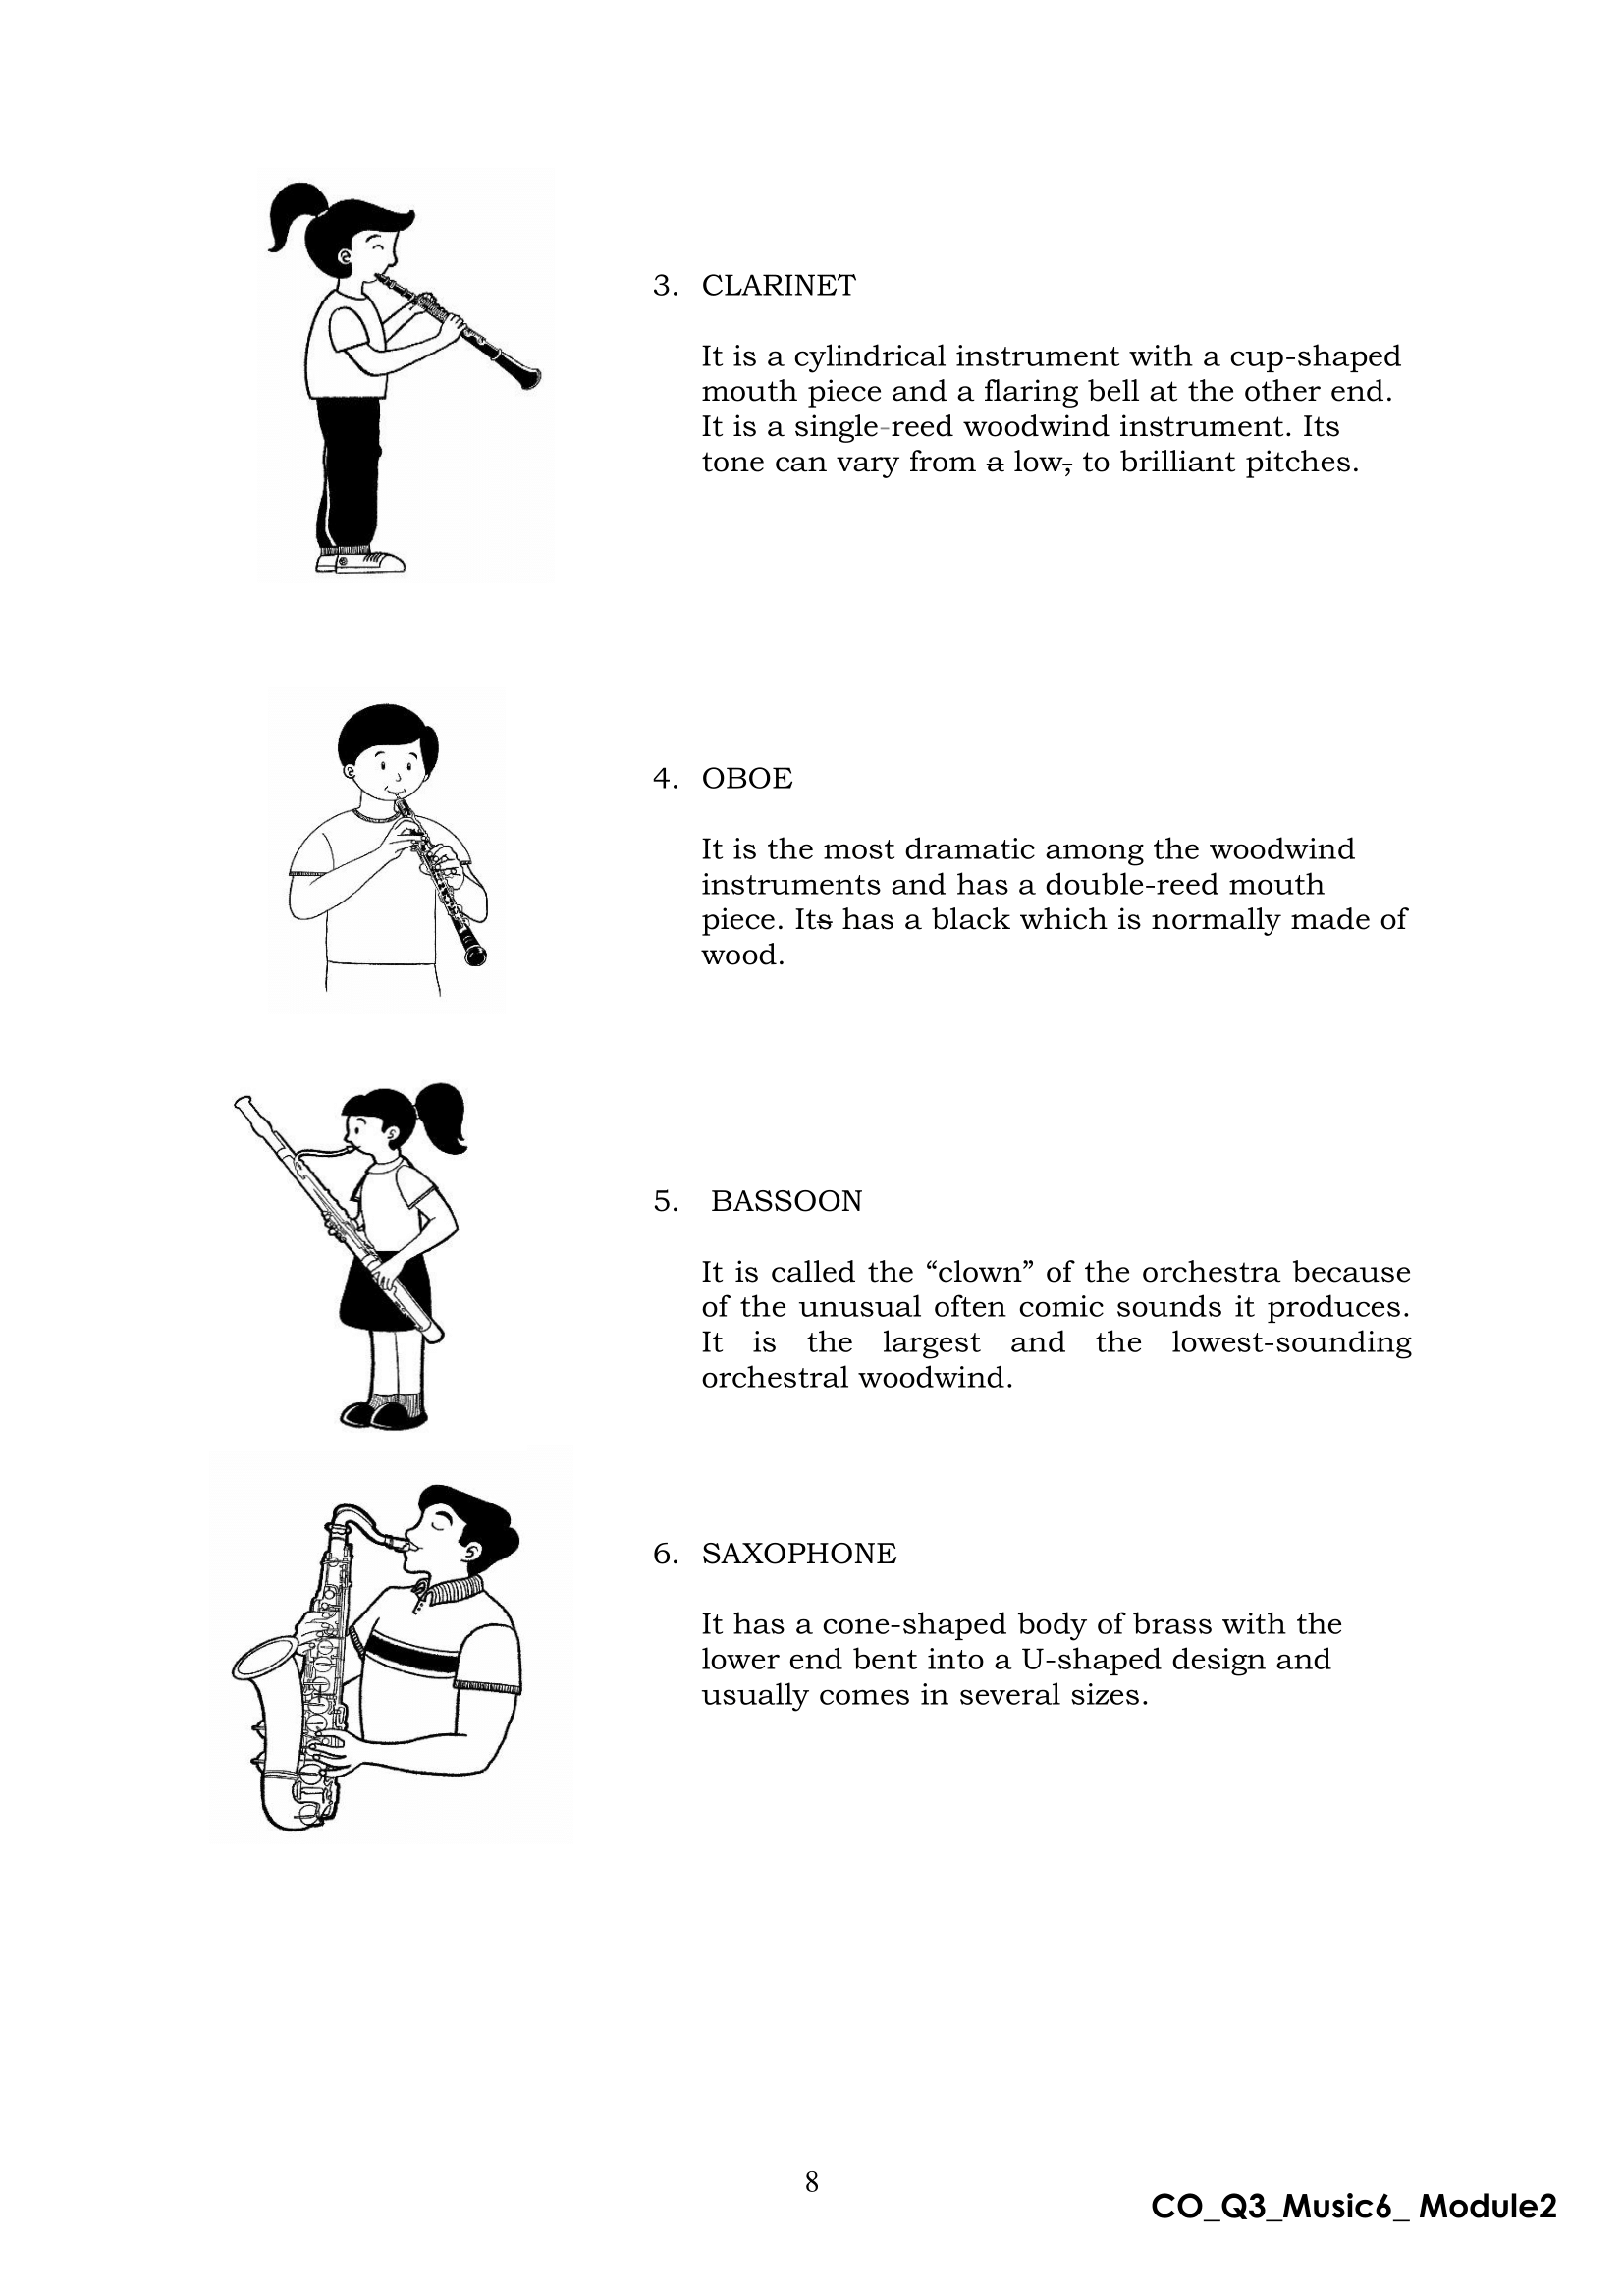 3. CLARINET
It is a cylindrical instrument with a cup-shaped
mouth piece and a flaring bell at the other end.
It is a single-reed woodwind instrument. Its
tone can vary from a low, to brilliant pitches.
4. OBOE
It is the most dramatic among the woodwind
instruments and has a double-reed mouth
piece. Its has a black which is normally made of
wood.
5. BASSOON
It is called the “clown” of the orchestra because
of the unusual often comic sounds it produces.
It is the largest and the lowest-sounding
orchestral woodwind.
6. SAXOPHONE
It has a cone-shaped body of brass with the
lower end bent into a U-shaped design and
usually comes in several sizes.
8
CO_Q3_Music6_ Module2